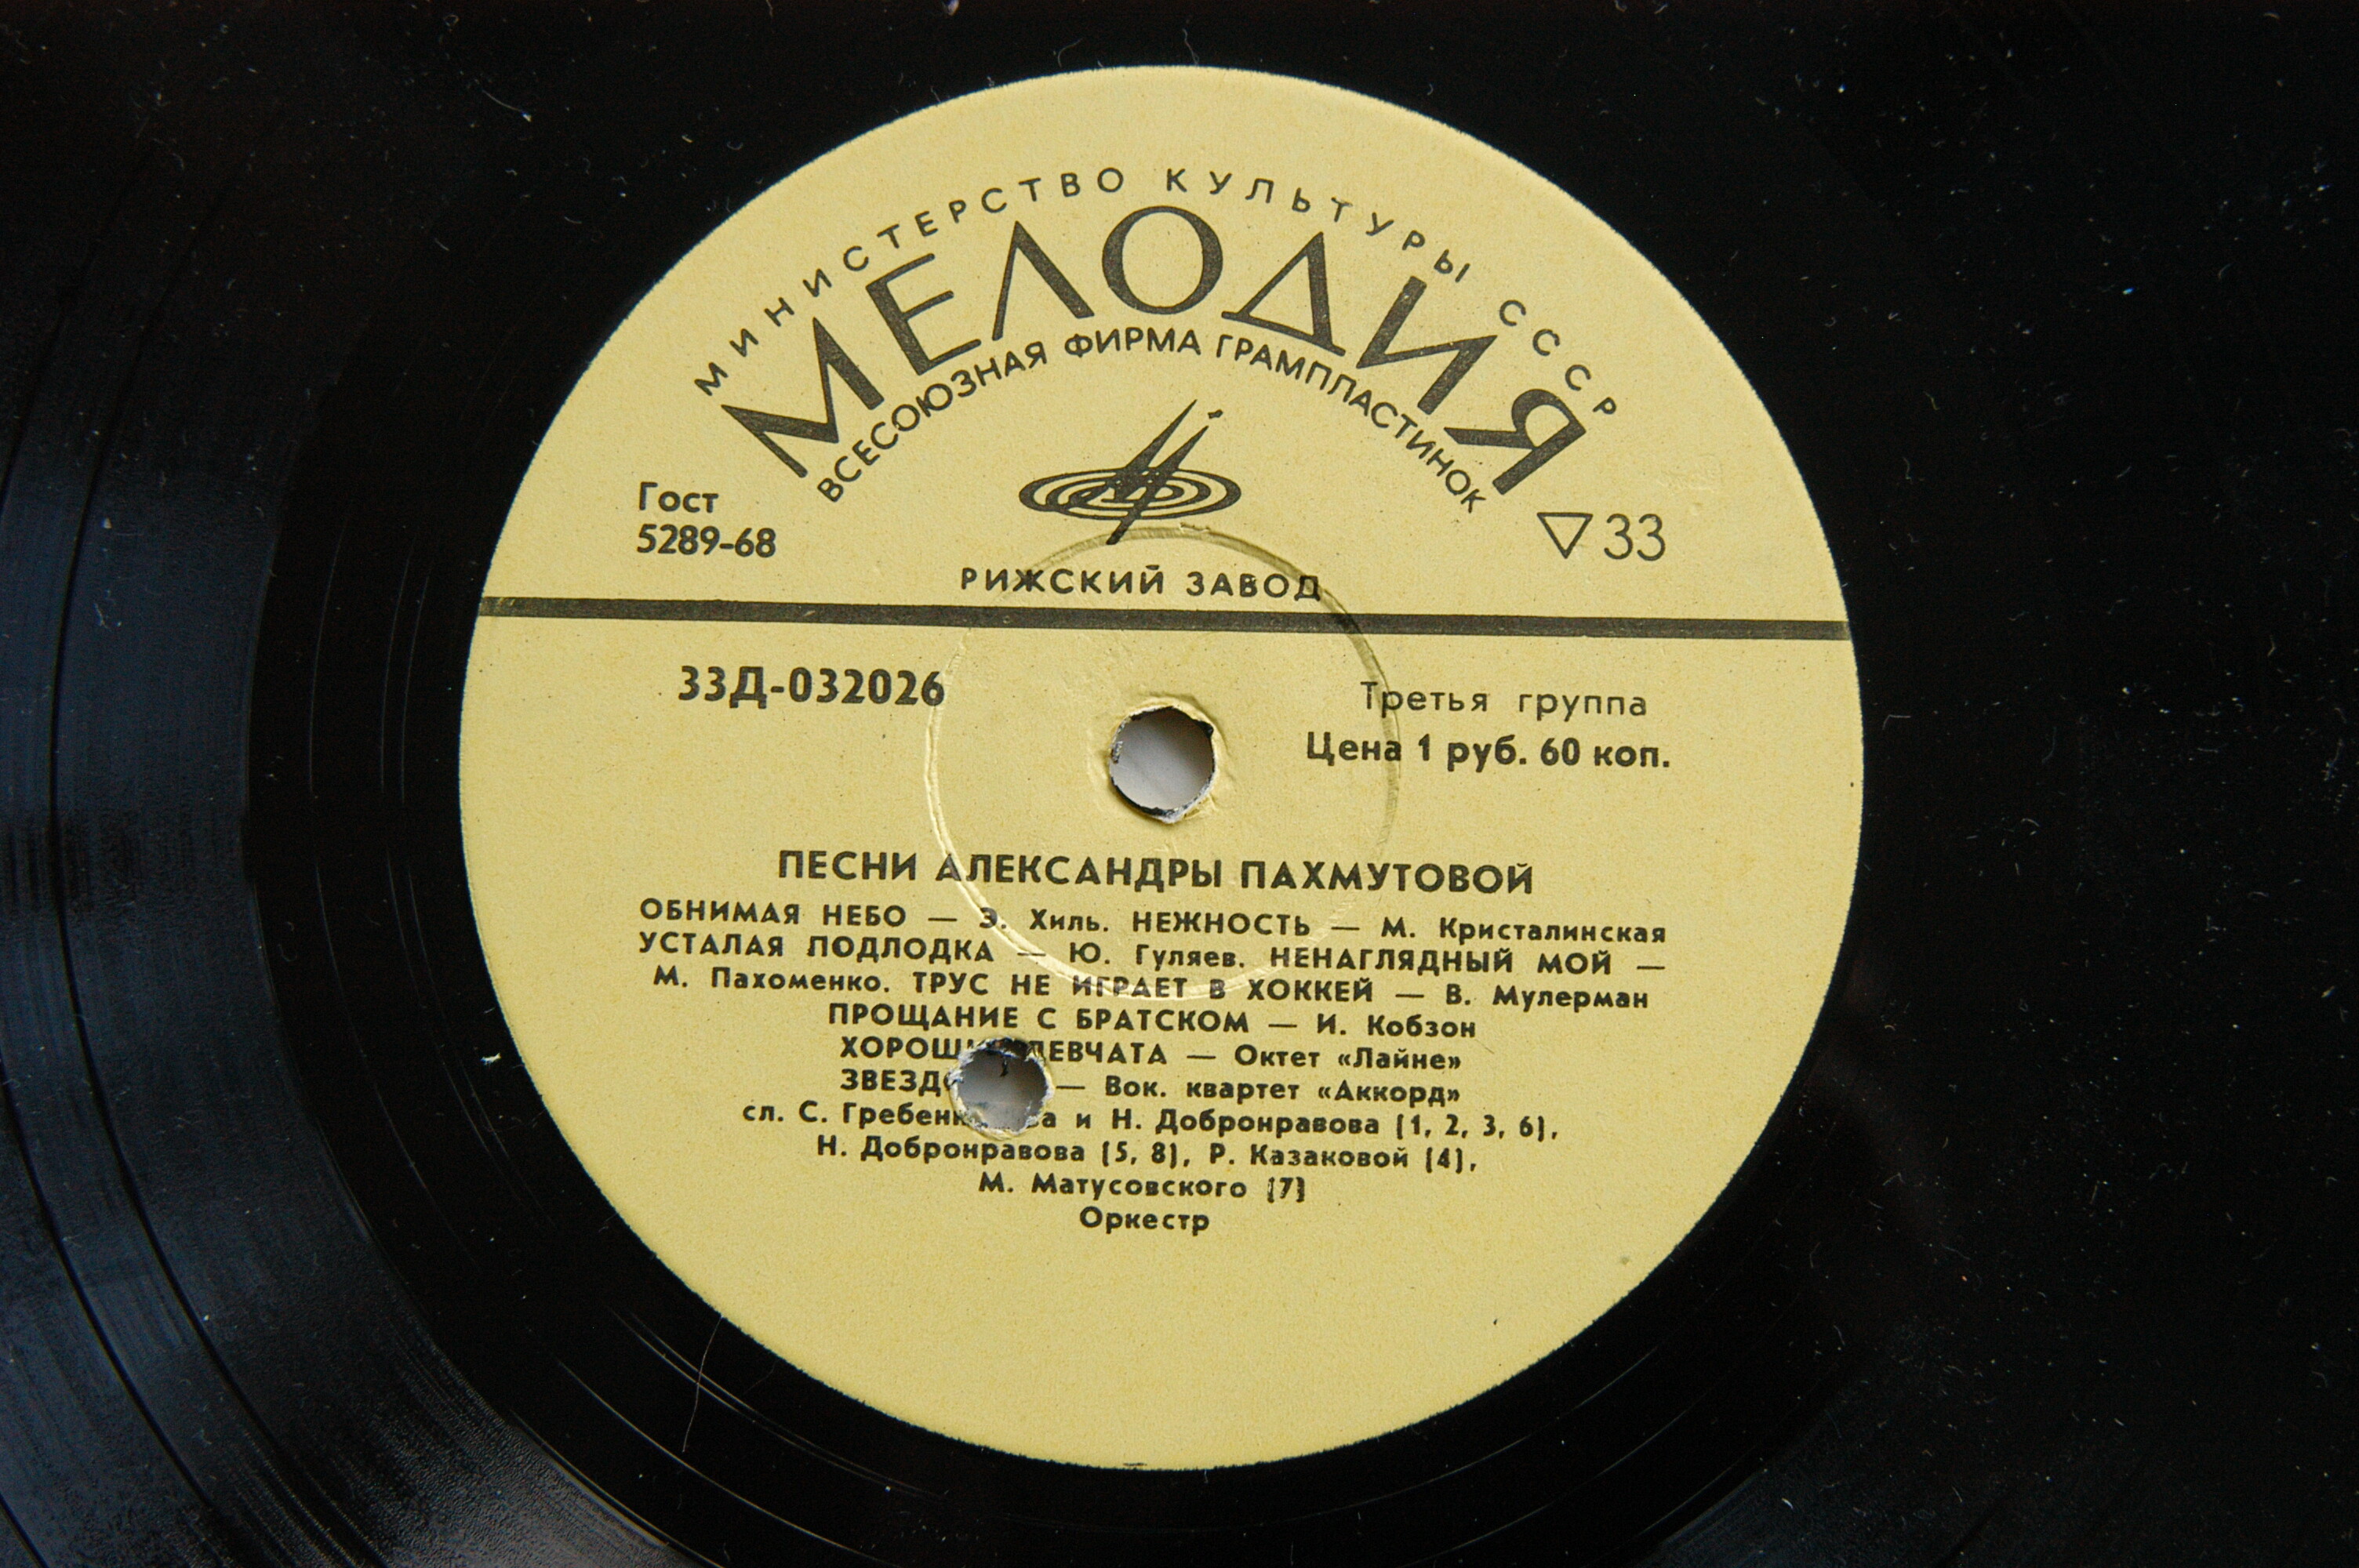 МИНИСТЕРСТВО КУЛЬТУРЫ СССР
МЕЛОДИЯ
ВСЕСОЮЗНАЯ ФИРМА ГРАМПЛАСТИНОК
Гост
5289-68
33
РИЖСКИЙ ЗАВОД
33Д-032026
Третья группа
Цена 1 руб. 60 коп.
ПЕСНИ АЛЕКСАНДРЫ ПАХМУТОВОЙ
ОБНИМАЯ НЕБО — Э. Хиль. НЕЖНОСТЬ — М. Кристалинская
УСТАЛАЯ ПОДЛОДКА — Ю. Гуляев. НЕНАГЛЯДНЫЙ МОЙ —
М. Пахоменко. ТРУС НЕ ИГРАЕТ В ХОККЕЙ — В. Мулерман
ПРОЩАНИЕ С БРАТСКОМ — И. Кобзон
— Октет «Лайне»
— Вок. квартет «Аккорд»
сл. С. и Н. Добронравова (1, 2, 3, 6),
Н. Добронравова (5, 8), Р. Казаковой (4),
М. Матусовского (7)
Оркестр